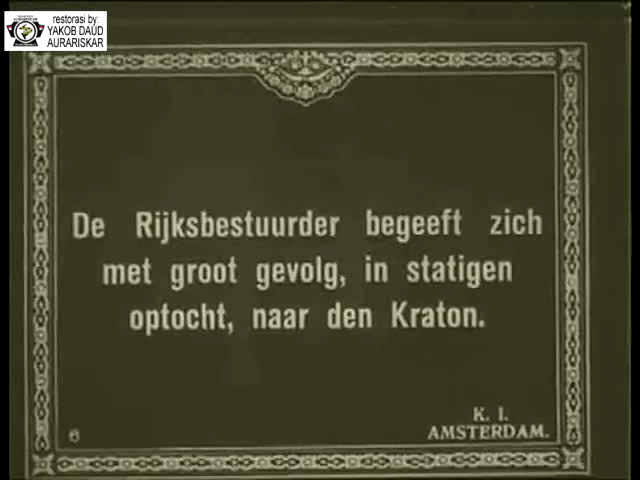 restorasi by:
YAKOB DAUD
AURARISKAR
De Rijksbestuurder begeeft zich
met groot gevolg, in statigen
optocht, naar den Kraton.
6
K. I.
AMSTERDAM.